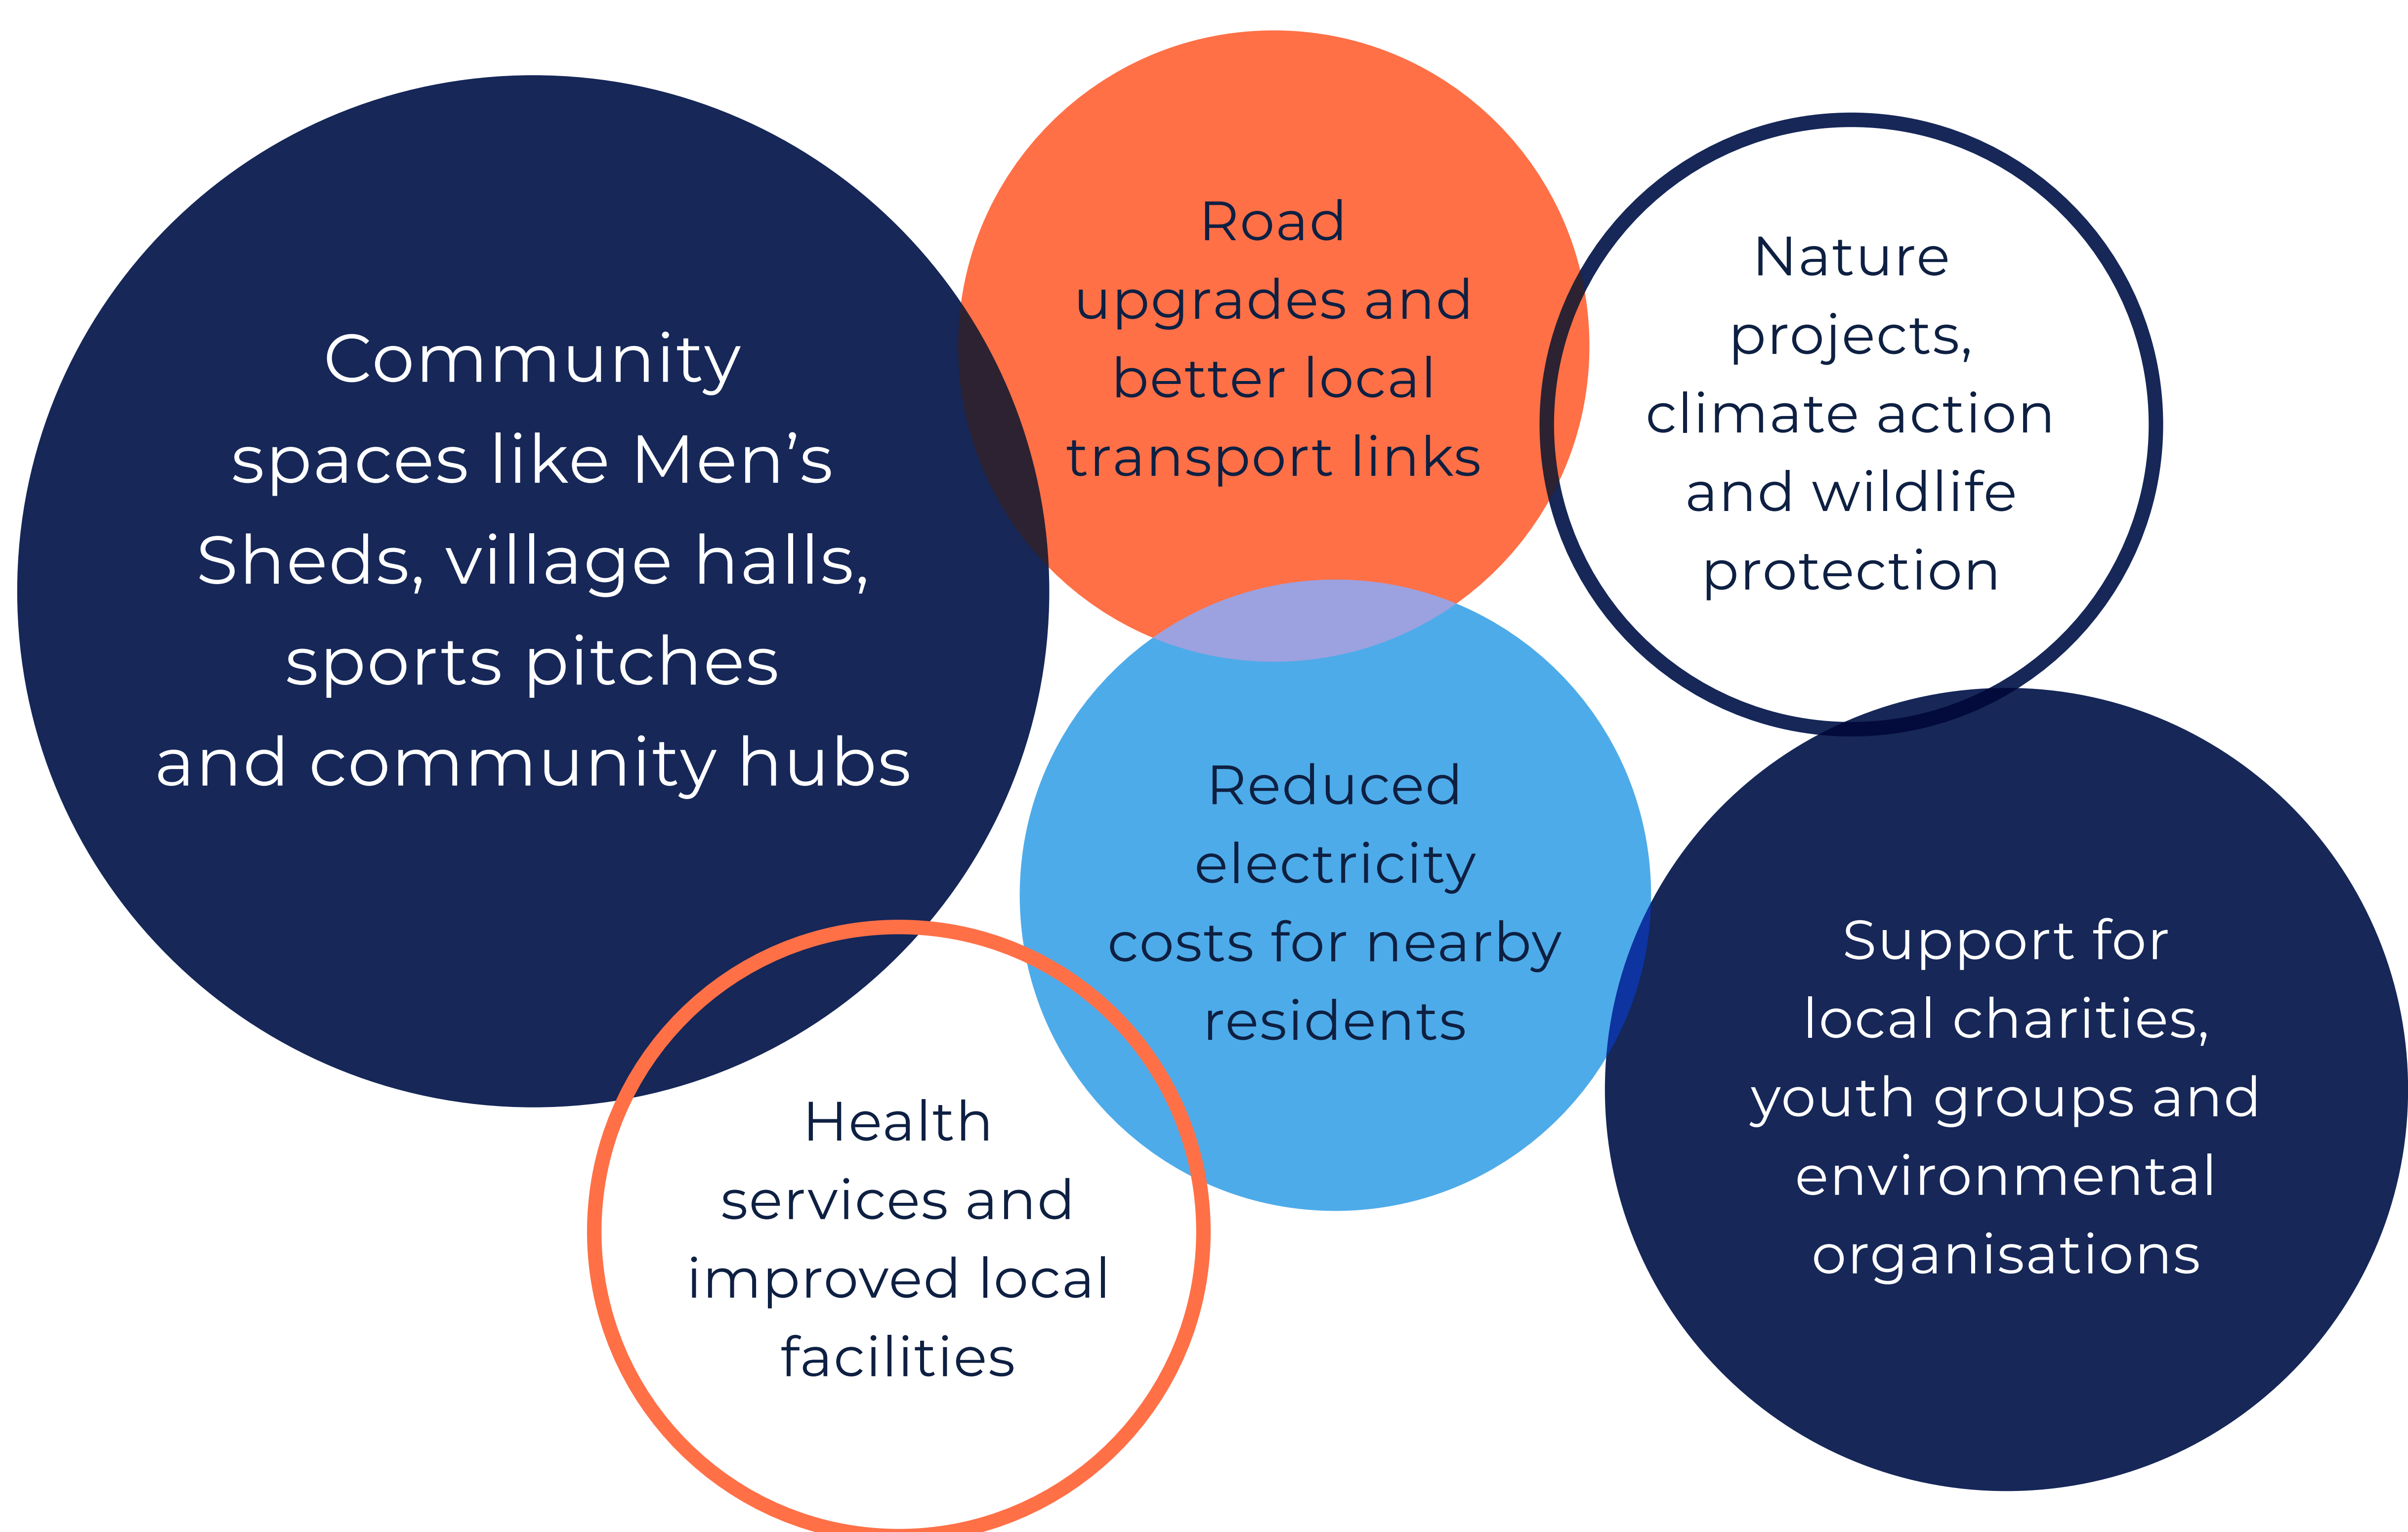 Community
spaces like Men’s
Sheds, village halls,
sports pitches
and community hubs
Road
upgrades and
better local
transport links
Nature
projects,
climate action
and wildlife
protection
Reduced
electricity
costs for nearby
residents
Health
services and
improved local
facilities
Support for
local charities,
youth groups and
environmental
organisations